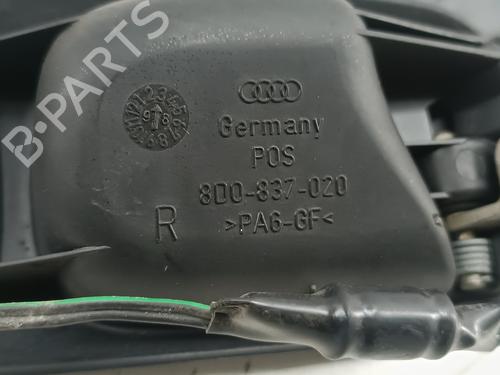 B-PARTS
Germany
POS
8D0-837-020
R >PA6-GF<